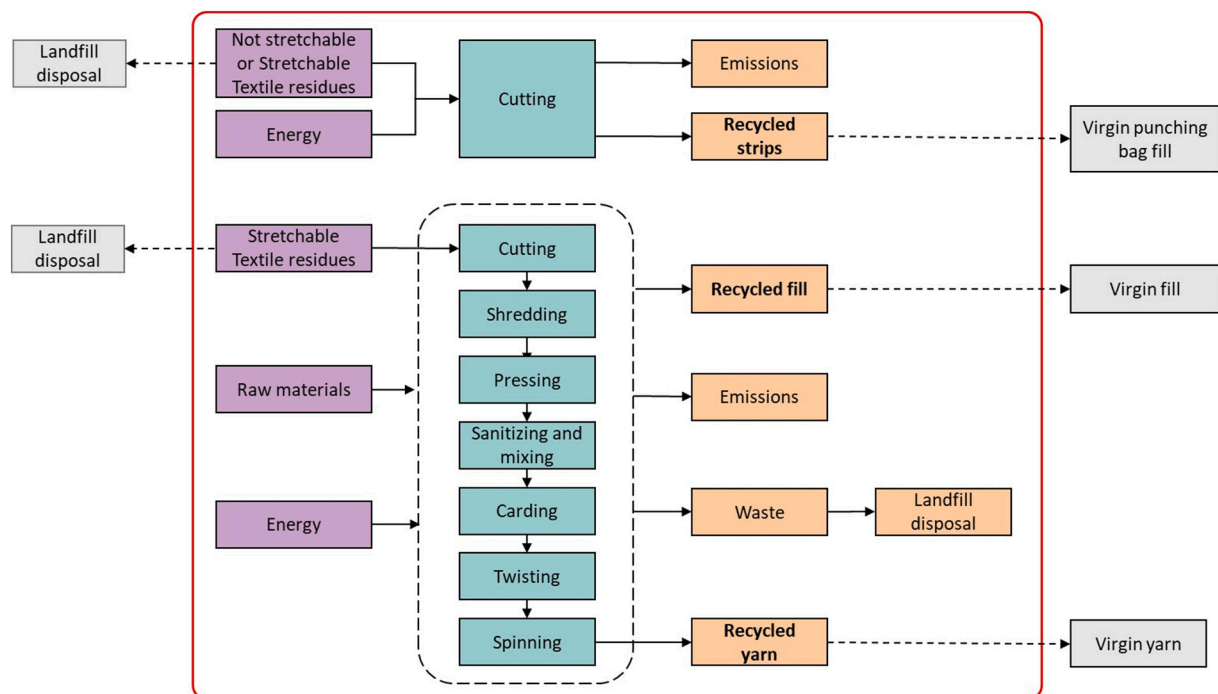 Landfill
disposal
Not stretchable
or Stretchable
Textile residues
Energy
Cutting
Emissions
Recycled
strips
Virgin punching
bag fill
Landfill
disposal
Stretchable
Textile residues
Cutting
Shredding
Pressing
Sanitizing and
mixing
Carding
Twisting
Spinning
Raw materials
Energy
Recycled fill
Virgin fill
Emissions
Waste
Landfill
disposal
Recycled
yarn
Virgin yarn